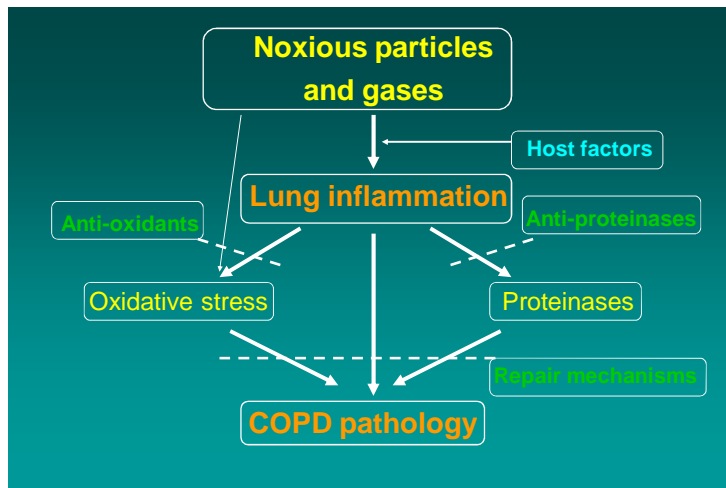 Noxious particles
and gases
Host factors
Lung inflammation
Anti-oxidants
Anti-proteinases
Oxidative stress
Proteinases
Repair mechanisms
COPD pathology